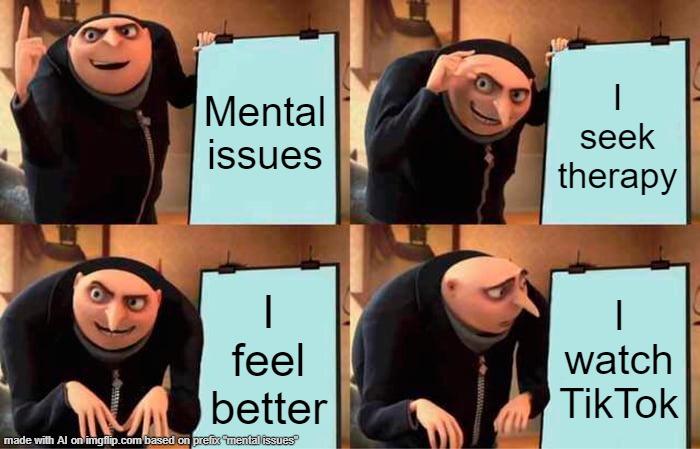 Mental
issues
I
seek
therapy
I
feel
better
I
watch
TikTok
made with AI on imgflip.com based on prefix "mental issues"